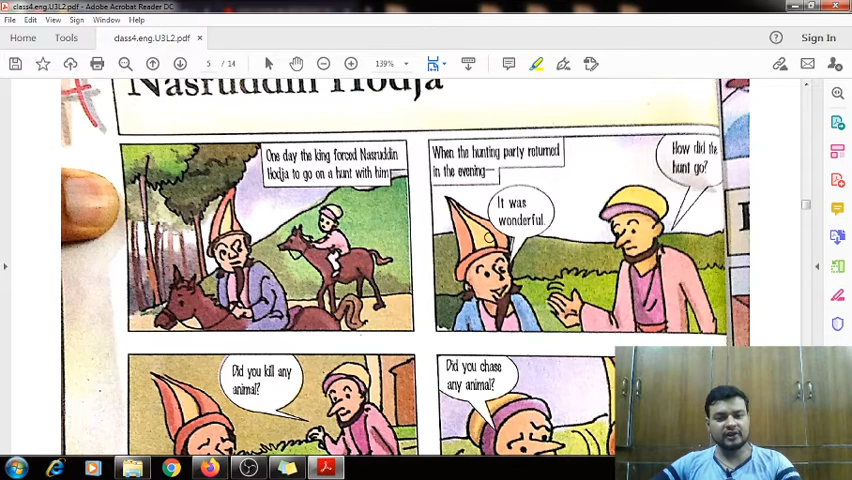 class4.eng.U3L2.pdf - Adobe Acrobat Reader DC
File Edit View Sign Window Help
Home Tools class4.eng.U3L2.pdf × Sign In
5 / 14 139%
Nasruddin Hodja
One day the king forced Nasruddin
Hodja to go on a hunt with him
When the hunting party returned
in the evening—
How did the
hunt go?
It was
wonderful.
Did you kill any
animal?
Did you chase
any animal?